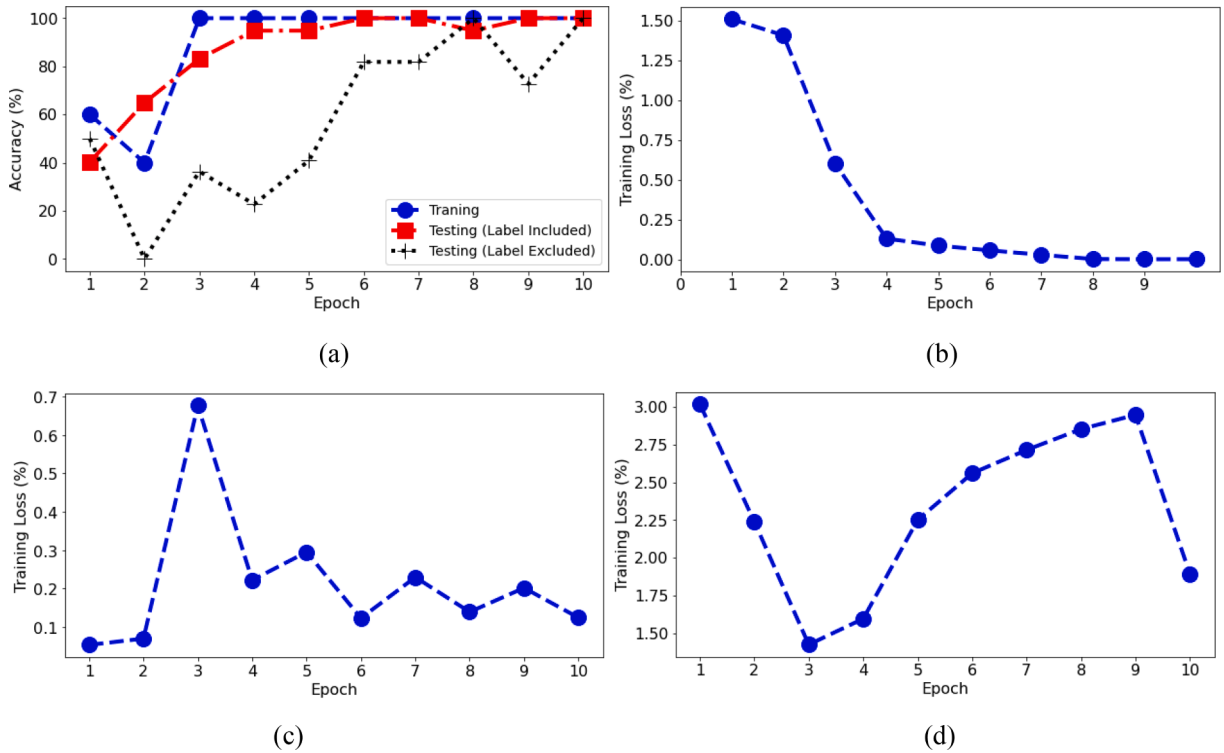 100
80
60
40
20
0
Accuracy (%)
Traning
Testing (Label Included)
Testing (Label Excluded)
1 2 3 4 5 6 7 8 9 10
Epoch
(a)
1.50
1.25
1.00
0.75
0.50
0.25
0.00
Training Loss (%)
0 1 2 3 4 5 6 7 8 9
Epoch
(b)
0.7
0.6
0.5
0.4
0.3
0.2
0.1
Training Loss (%)
1 2 3 4 5 6 7 8 9 10
Epoch
(c)
3.00
2.75
2.50
2.25
2.00
1.75
1.50
Training Loss (%)
1 2 3 4 5 6 7 8 9 10
Epoch
(d)